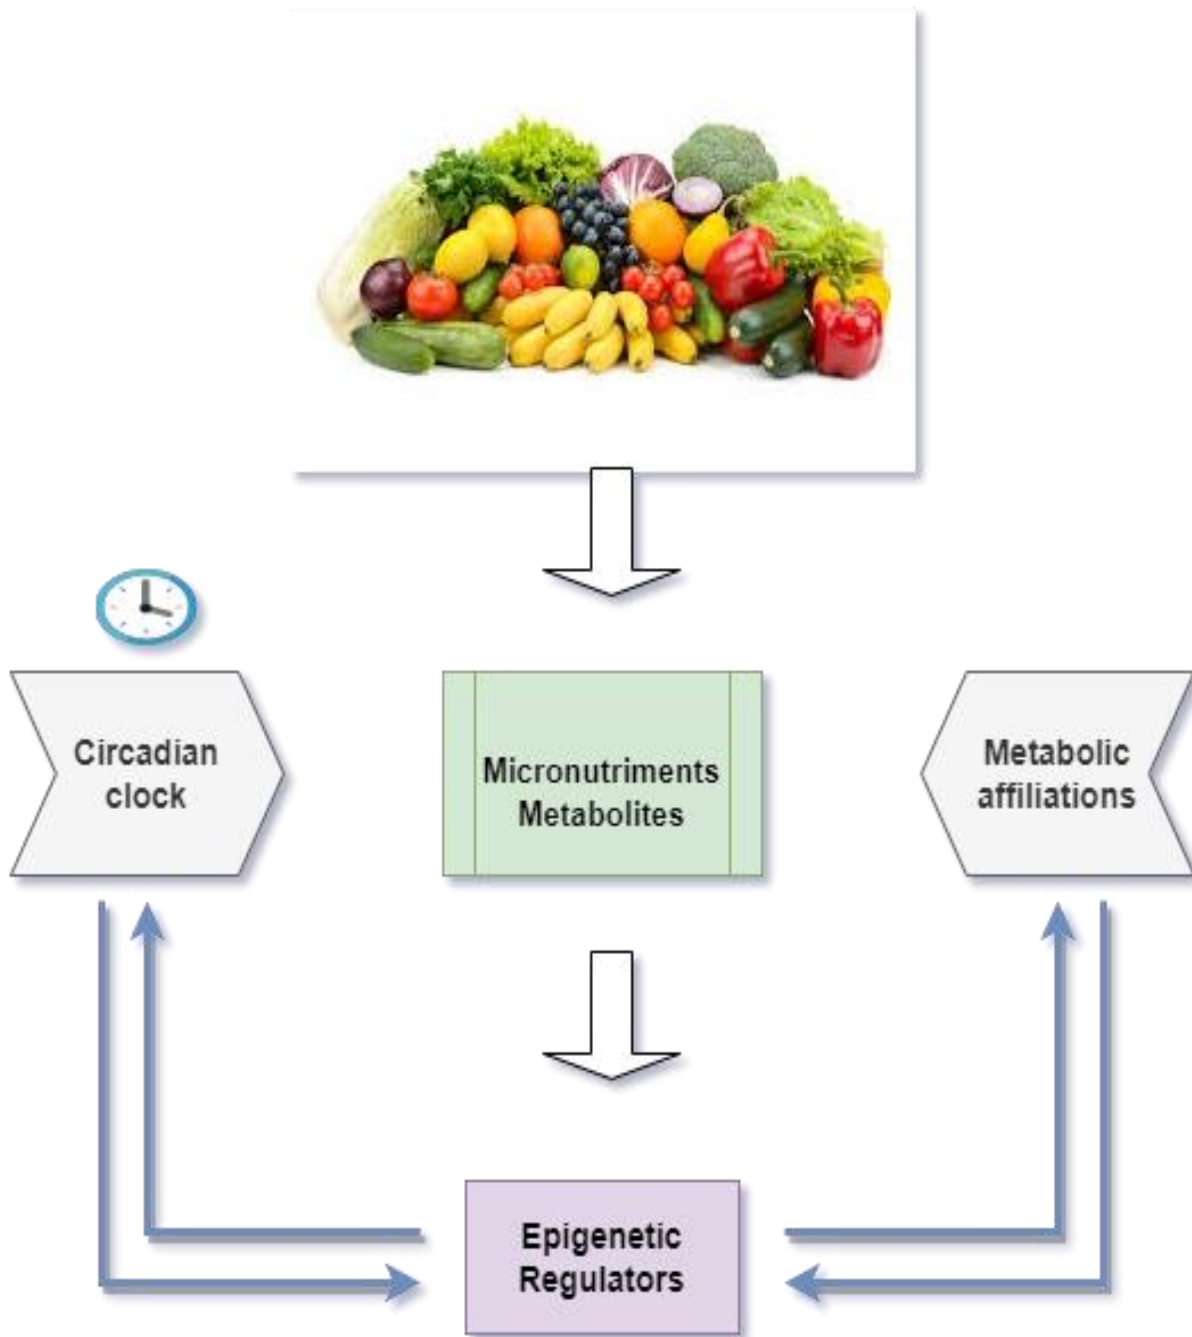 Circadian
clock
Micronutriments
Metabolites
Metabolic
affiliations
Epigenetic
Regulators